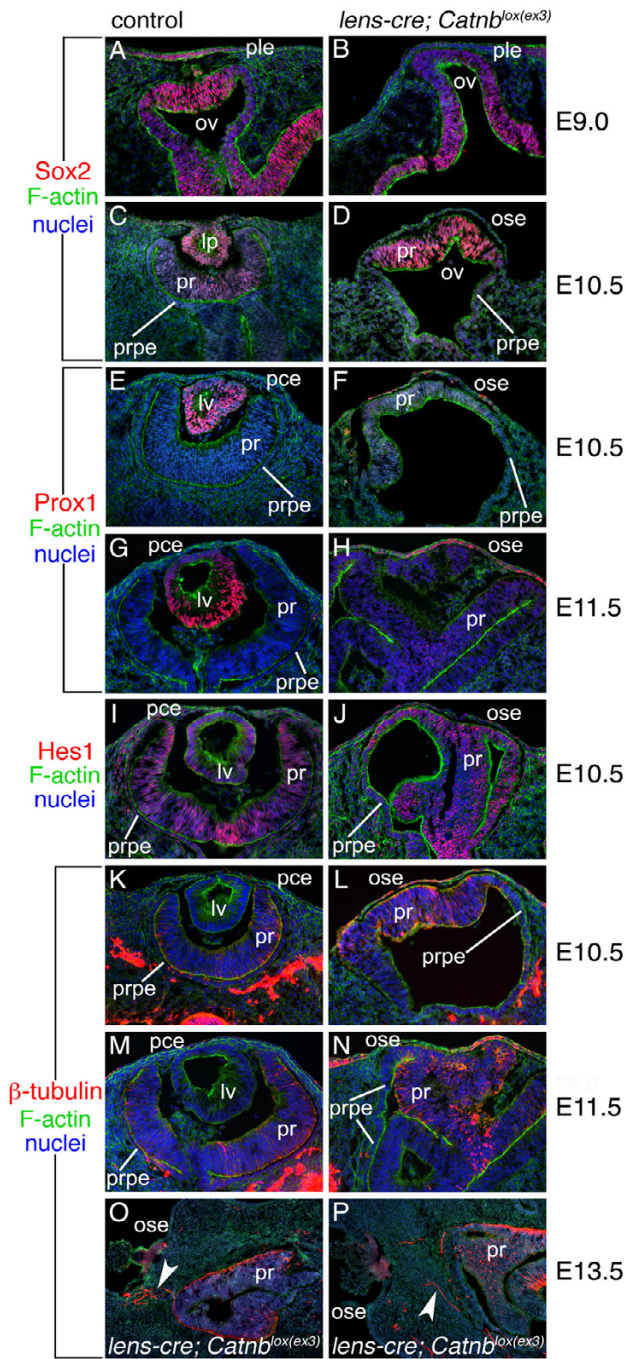 control lens-cre; Catnb lox(ex3)
A ple ov
B ple ov
E9.0
Sox2
F-actin
nuclei
C lp pr prpe
D ose pr ov prpe
E10.5
E pce lv pr prpe
F ose pr prpe
E10.5
Prox1
F-actin
nuclei
G pce lv pr prpe
H ose pr
E11.5
I pce lv pr prpe
J ose pr prpe
E10.5
Hes1
F-actin
nuclei
K pce lv pr prpe
L ose pr prpe
E10.5
M pce lv pr prpe
N ose prpe pr
E11.5
β-tubulin
F-actin
nuclei
O ose pr
lens-cre; Catnb lox(ex3)
P pr ose
lens-cre; Catnb lox(ex3)
E13.5